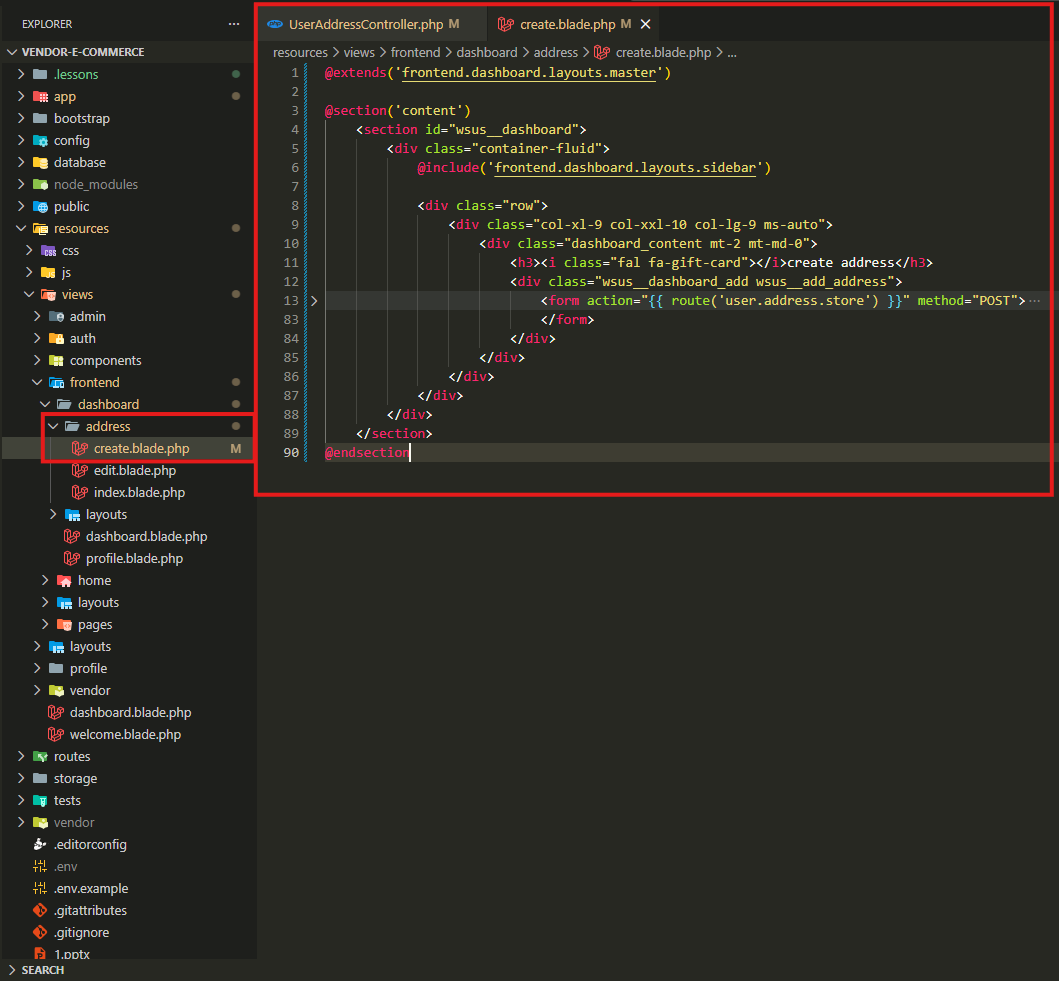 EXPLORER
VENDOR-E-COMMERCE
.lessons
app
bootstrap
config
database
node_modules
public
resources
css
js
views
admin
auth
components
frontend
dashboard
address
create.blade.php M
edit.blade.php
index.blade.php
layouts
dashboard.blade.php
profile.blade.php
home
layouts
pages
layouts
profile
vendor
dashboard.blade.php
welcome.blade.php
routes
storage
tests
vendor
.editorconfig
.env
.env.example
.gitattributes
.gitignore
1.pptx
SEARCH
UserAddressController.php M create.blade.php M
resources > views > frontend > dashboard > address > create.blade.php > ...
1 @extends('frontend.dashboard.layouts.master')
2
3 @section('content')
4 <section id="wsus__dashboard">
5 <div class="container-fluid">
6 @include('frontend.dashboard.layouts.sidebar')
7
8 <div class="row">
9 <div class="col-xl-9 col-xxl-10 col-lg-9 ms-auto">
10 <div class="dashboard_content mt-2 mt-md-0">
11 <h3><i class="fal fa-gift-card"></i>create address</h3>
12 <div class="wsus__dashboard_add wsus__add_address">
13 <form action="{{ route('user.address.store') }}" method="POST">···
83 </form>
84 </div>
85 </div>
86 </div>
87 </div>
88 </div>
89 </section>
90 @endsection